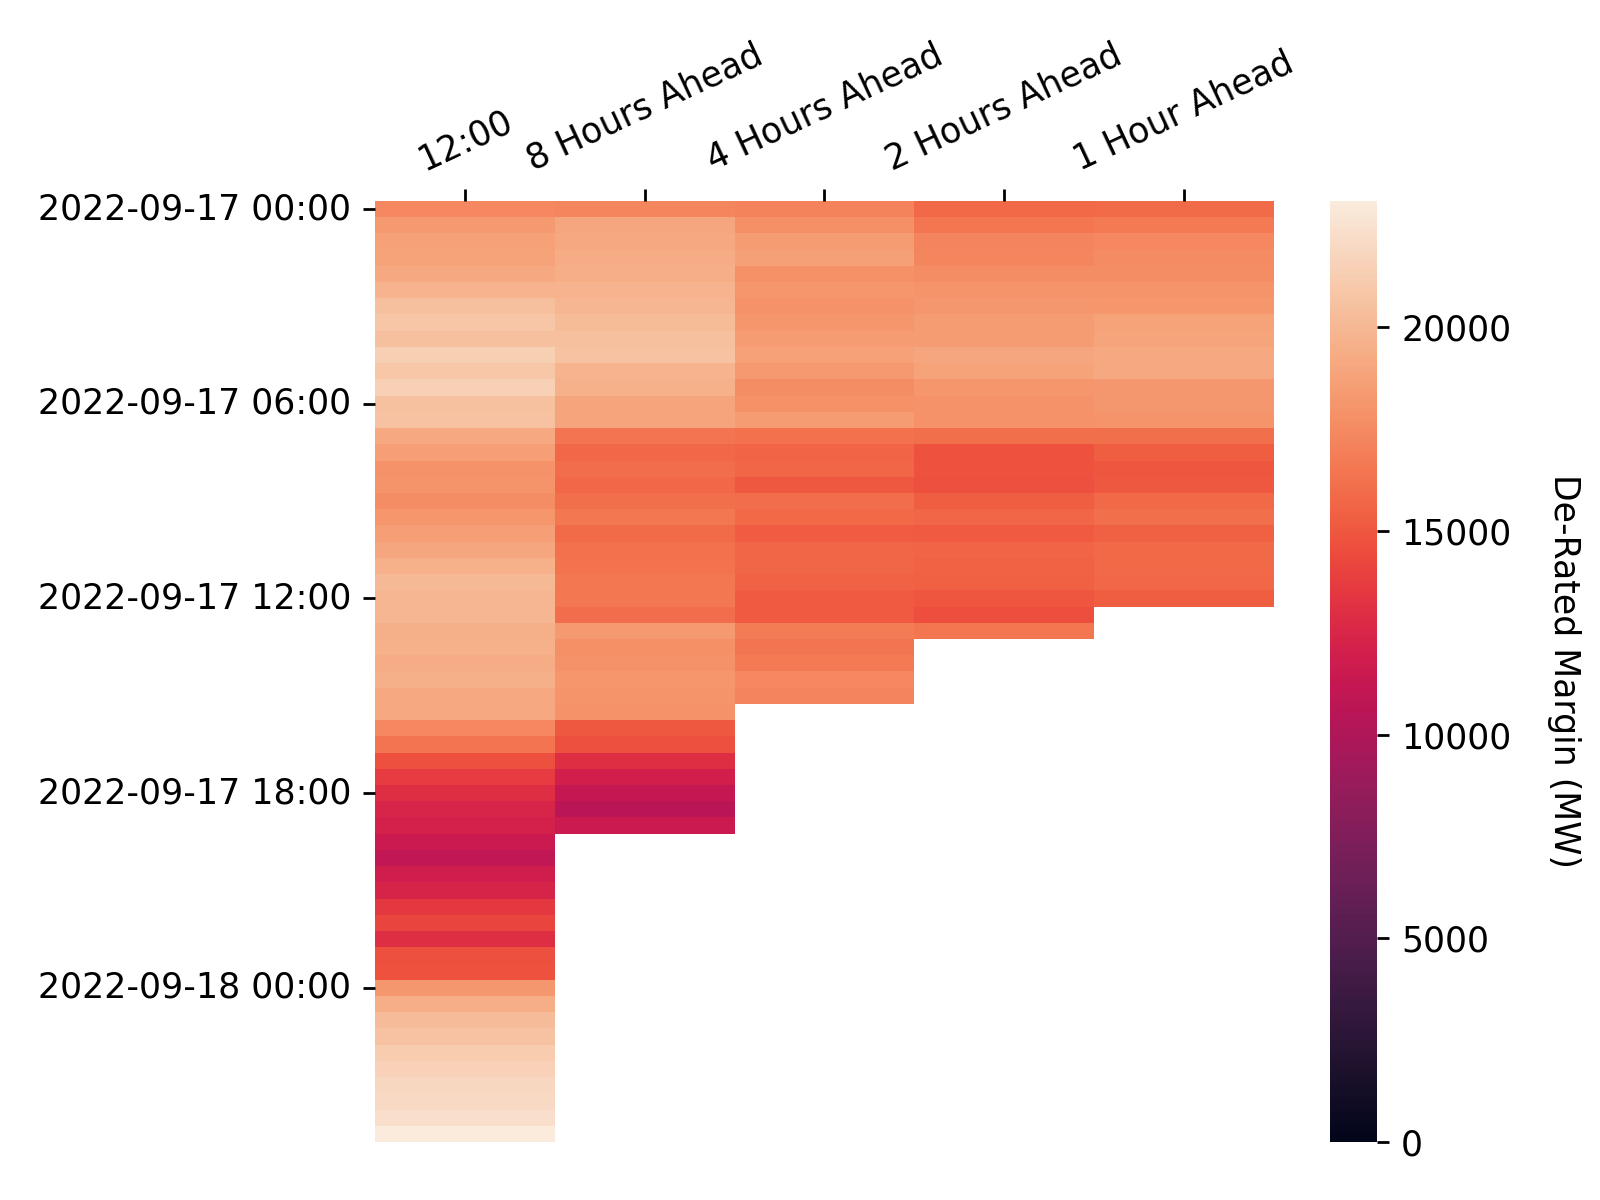 12:00
8 Hours Ahead
4 Hours Ahead
2 Hours Ahead
1 Hour Ahead
2022-09-17 00:00
2022-09-17 06:00
2022-09-17 12:00
2022-09-17 18:00
2022-09-18 00:00
20000
15000
10000
5000
0
De-Rated Margin (MW)